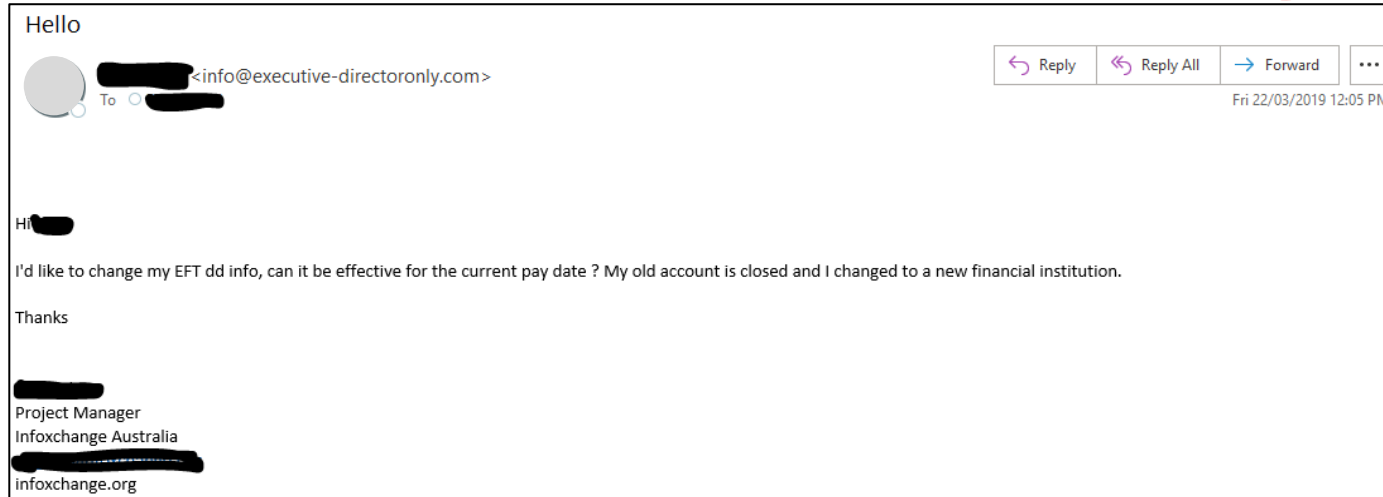 Hello
<info@executive-directoronly.com>
Reply
Reply All
Forward
To
Fri 22/03/2019 12:05 PM
Hi
I'd like to change my EFT dd info, can it be effective for the current pay date ? My old account is closed and I changed to a new financial institution.
Thanks
Project Manager
Infoxchange Australia
infoxchange.org